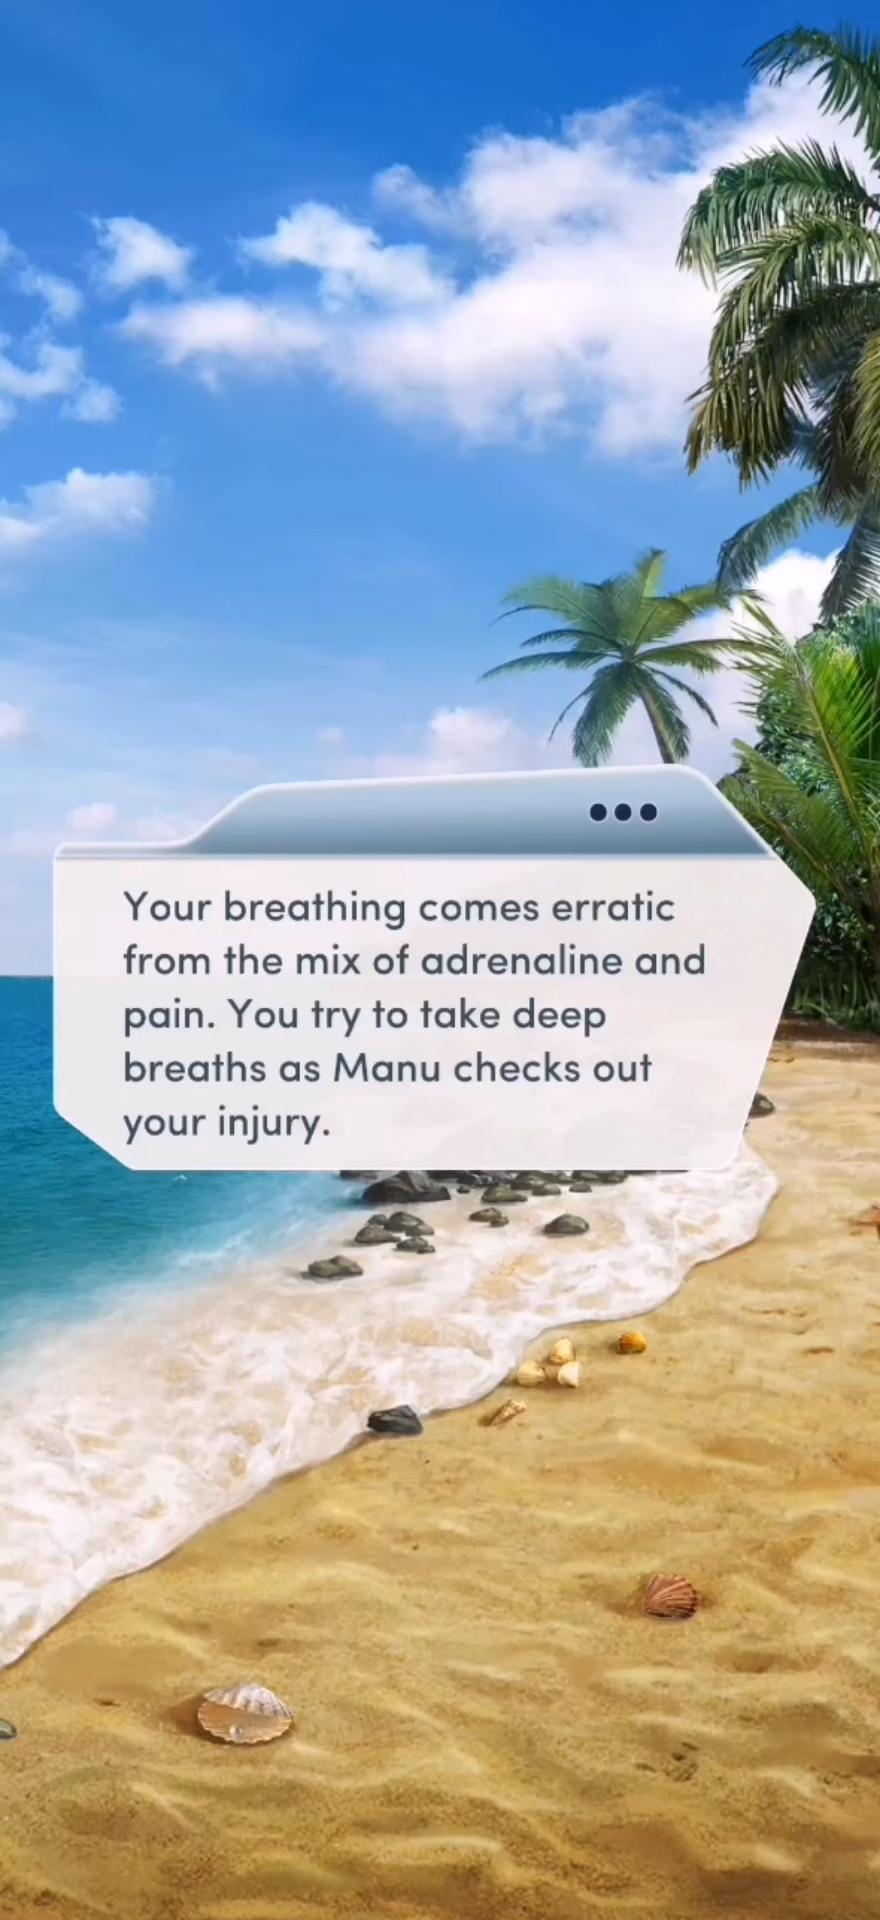 Your breathing comes erratic
from the mix of adrenaline and
pain. You try to take deep
breaths as Manu checks out
your injury.